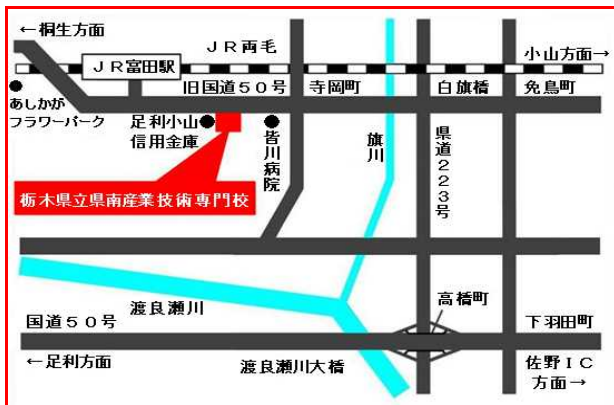 ←桐生方面
JR両毛
小山方面→
JR富田駅
旧国道50号
寺岡町
白旗橋
免鳥町
あしかが
フラワーパーク
足利小山
信用金庫
皆川病院
旗川
県道223号
栃木県立県南産業技術専門校
渡良瀬川
高橋町
国道50号
下羽田町
←足利方面
渡良瀬川大橋
佐野IC
方面→